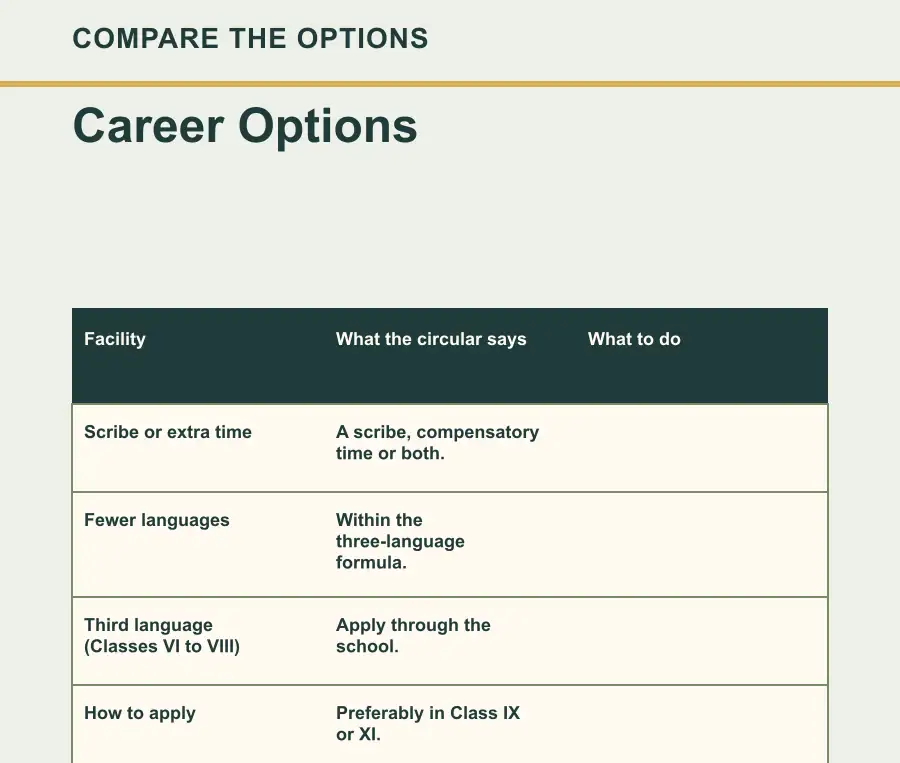 COMPARE THE OPTIONS
Career Options
Facility
What the circular says
What to do
Scribe or extra time
A scribe, compensatory
time or both.
Fewer languages
Within the
three-language
formula.
Third language
(Classes VI to VIII)
Apply through the
school.
How to apply
Preferably in Class IX
or XI.